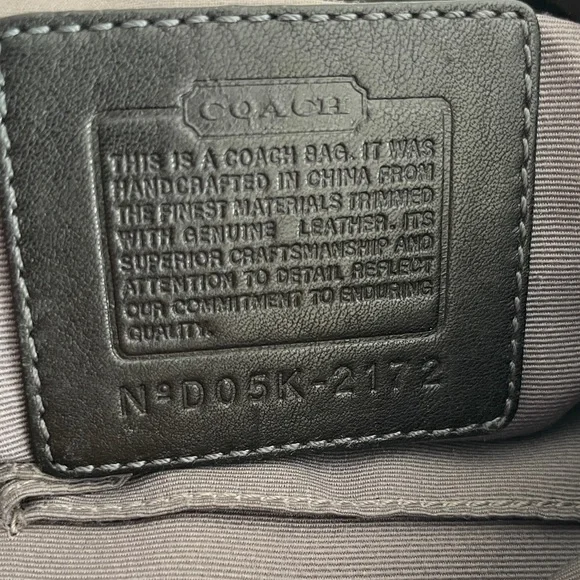 COACH
THIS IS A COACH BAG. IT WAS
HANDCRAFTED IN CHINA FROM
THE FINEST MATERIALS TRIMMED
WITH GENUINE LEATHER. ITS
SUPERIOR CRAFTSMANSHIP AND
ATTENTION TO DETAIL REFLECT
OUR COMMITMENT TO ENDURING
QUALITY.
Nº D05K-2172